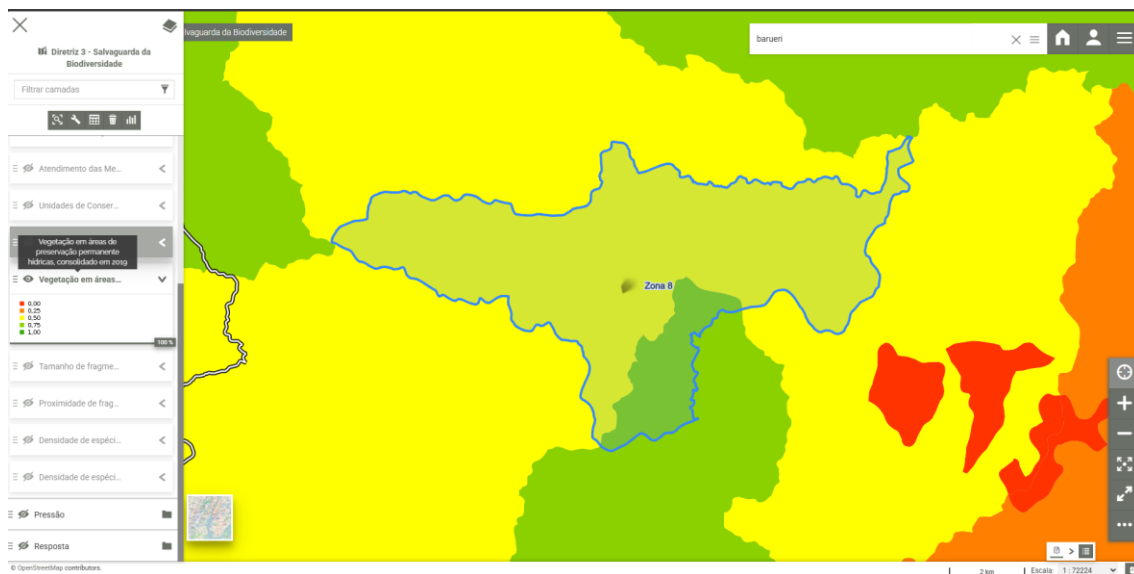 Diretriz 3 - Salvaguarda da
Biodiversidade
lvaguarda da Biodiversidade
barueri
Filtrar camadas
Atendimento das Me...
Unidades de Conser...
Vegetação em áreas de
preservação permanente
hídricas, consolidado em 2019
Vegetação em áreas...
0,00
0,25
0,50
0,75
1,00
100 %
Tamanho de fragme...
Proximidade de frag...
Densidade de espéci...
Densidade de espéci...
Pressão
Resposta
Zona 8
© OpenStreetMap contributors.
2 km
Escala: 1 : 72224